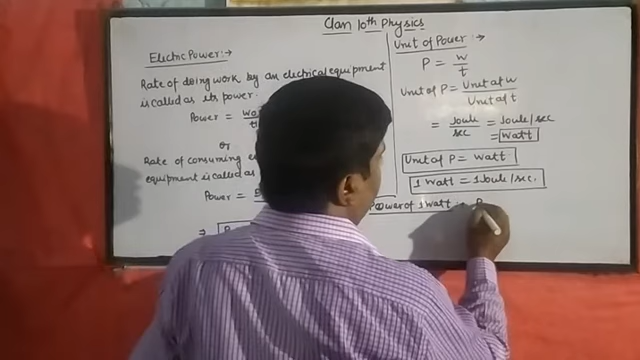 Class 10th Physics
Electric Power:→
Rate of doing work by an electrical equipment
is called as its power.
Power =
or
Rate of consuming
equipment is called as
Power =
⇒
Unit of Power:→
P = w/t
Unit of P = Unit of w / Unit of t
= Joule/sec = Joule/sec
= Watt
Unit of P = Watt
1 Watt = 1 Joule/sec.
Power of 1 Watt :→